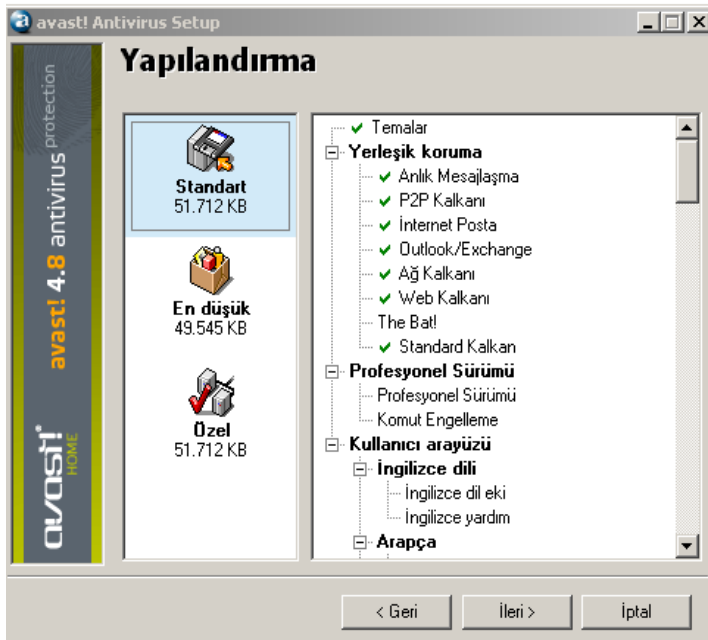 avast! Antivirus Setup
Yapılandırma
avast! 4.8 antivirus protection
avast!
HOME
Standart
51.712 KB
En düşük
49.545 KB
Özel
51.712 KB
Temalar
Yerleşik koruma
Anlık Mesajlaşma
P2P Kalkanı
İnternet Posta
Outlook/Exchange
Ağ Kalkanı
Web Kalkanı
The Bat!
Standard Kalkan
Profesyonel Sürümü
Profesyonel Sürümü
Komut Engelleme
Kullanıcı arayüzü
İngilizce dili
İngilizce dil eki
İngilizce yardım
Arapça
< Geri
İleri >
İptal